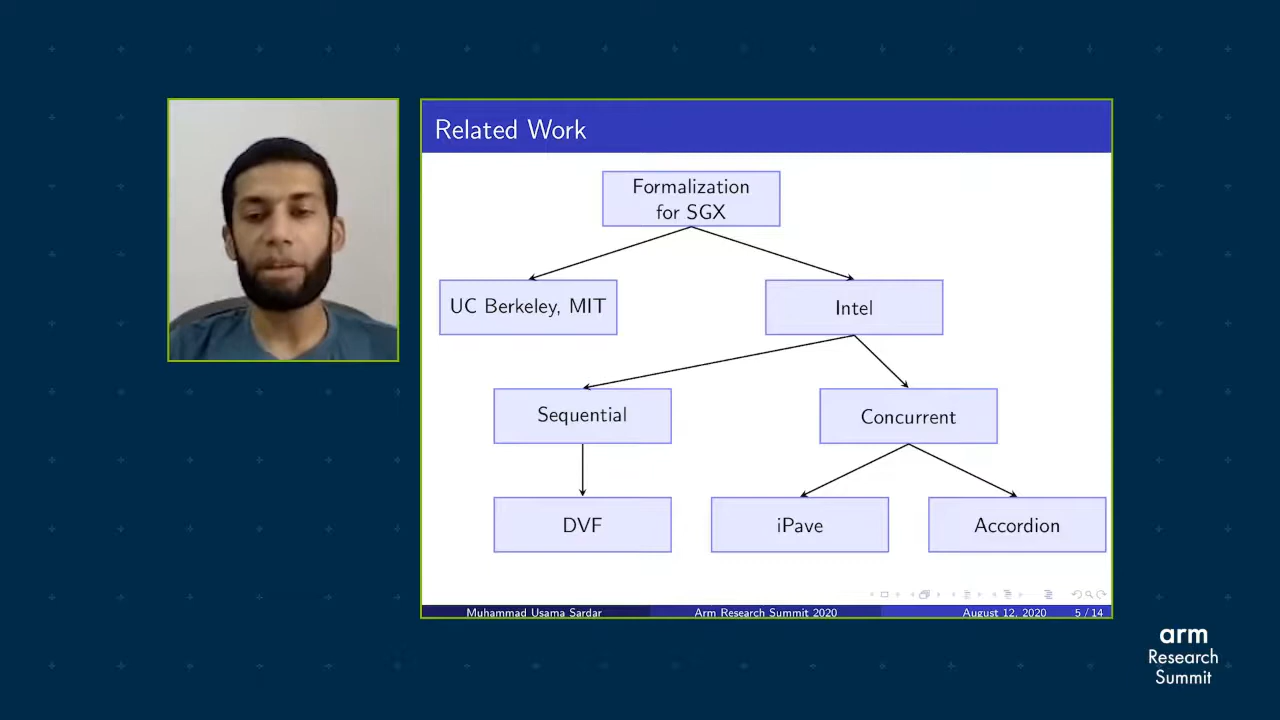 Related Work
Formalization
for SGX
UC Berkeley, MIT
Intel
Sequential
Concurrent
DVF
iPave
Accordion
Muhammad Usama Sardar
Arm Research Summit 2020
August 12, 2020
5 / 14
arm
Research
Summit